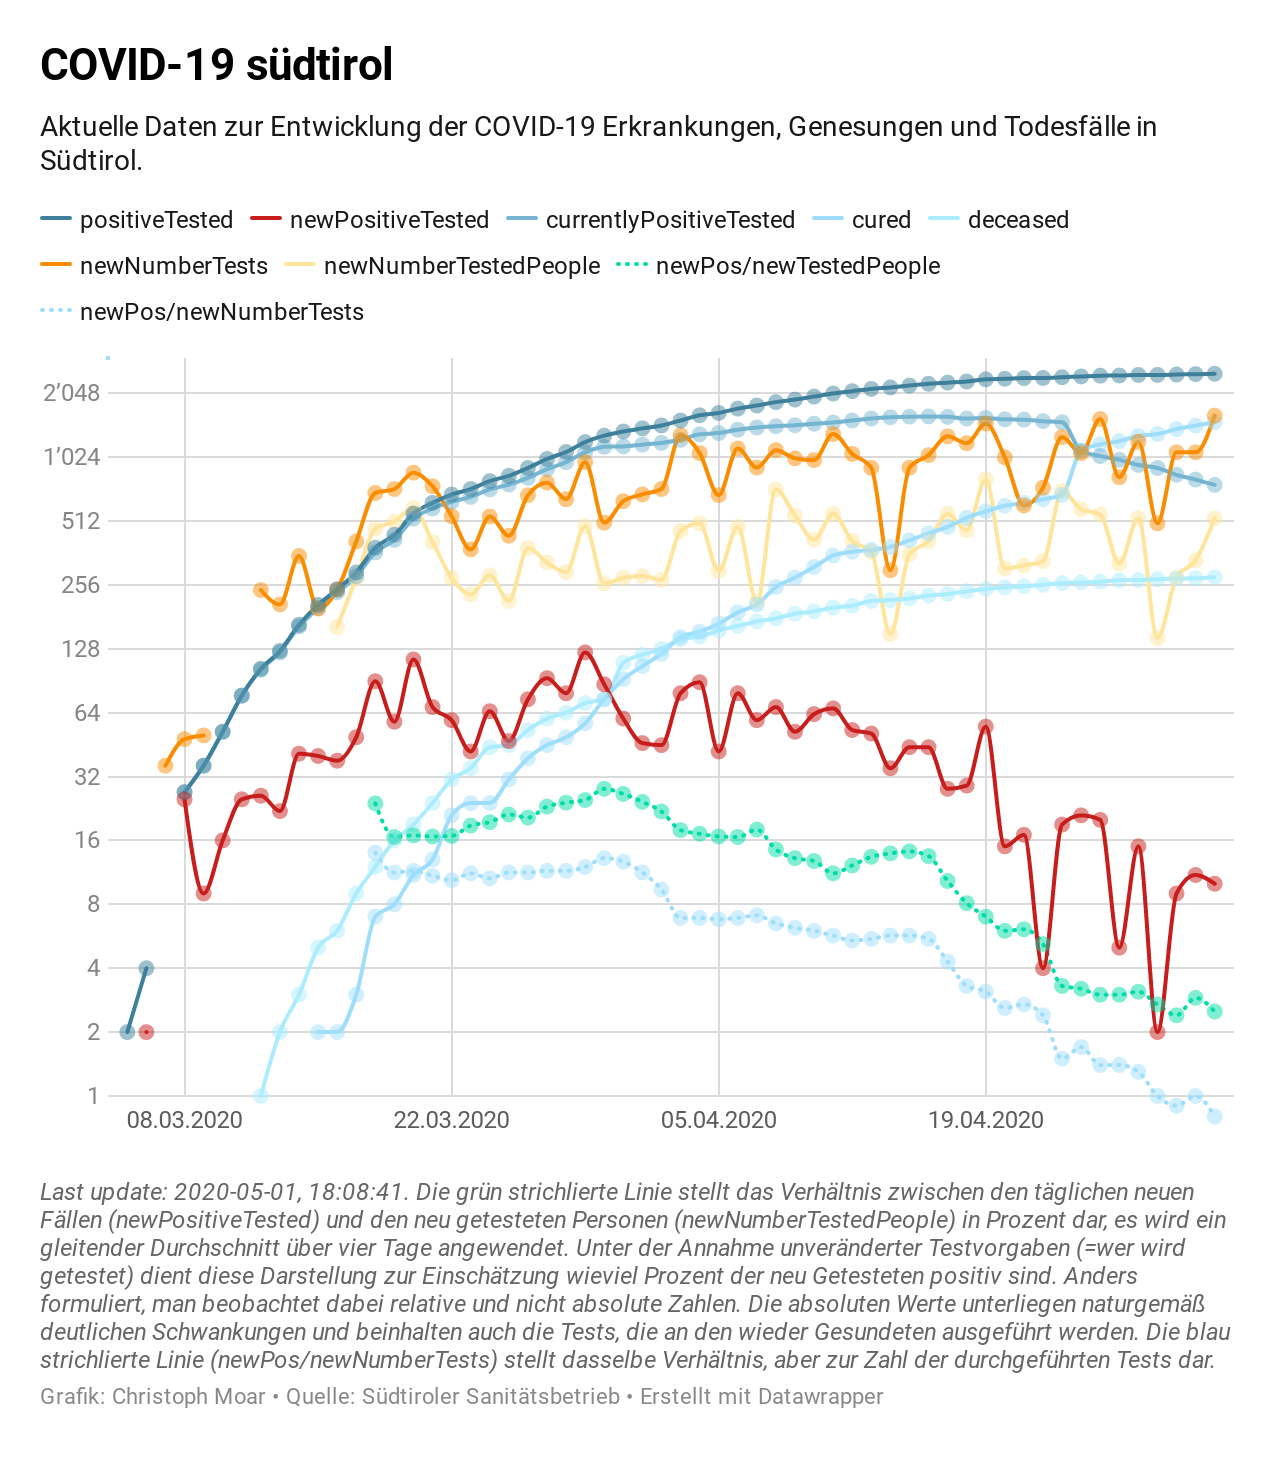 COVID-19 südtirol
Aktuelle Daten zur Entwicklung der COVID-19 Erkrankungen, Genesungen und Todesfälle in
Südtirol.
positiveTested newPositiveTested currentlyPositiveTested cured deceased
newNumberTests newNumberTestedPeople newPos/newTestedPeople
newPos/newNumberTests
2’048
1’024
512
256
128
64
32
16
8
4
2
1
08.03.2020 22.03.2020 05.04.2020 19.04.2020
Last update: 2020-05-01, 18:08:41. Die grün strichlierte Linie stellt das Verhältnis zwischen den täglichen neuen
Fällen (newPositiveTested) und den neu getesteten Personen (newNumberTestedPeople) in Prozent dar, es wird ein
gleitender Durchschnitt über vier Tage angewendet. Unter der Annahme unveränderter Testvorgaben (=wer wird
getestet) dient diese Darstellung zur Einschätzung wieviel Prozent der neu Getesteten positiv sind. Anders
formuliert, man beobachtet dabei relative und nicht absolute Zahlen. Die absoluten Werte unterliegen naturgemäß
deutlichen Schwankungen und beinhalten auch die Tests, die an den wieder Gesundeten ausgeführt werden. Die blau
strichlierte Linie (newPos/newNumberTests) stellt dasselbe Verhältnis, aber zur Zahl der durchgeführten Tests dar.
Grafik: Christoph Moar • Quelle: Südtiroler Sanitätsbetrieb • Erstellt mit Datawrapper